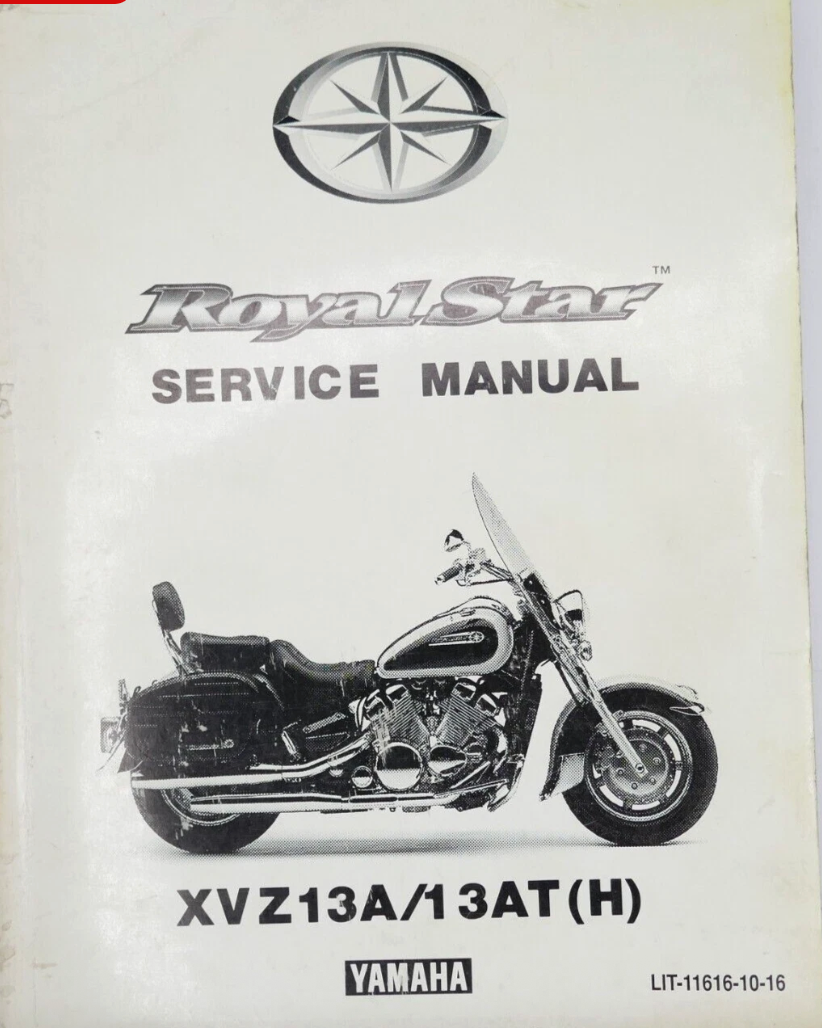 Royal Star™
SERVICE MANUAL
XVZ13A/13AT(H)
YAMAHA
LIT-11616-10-16